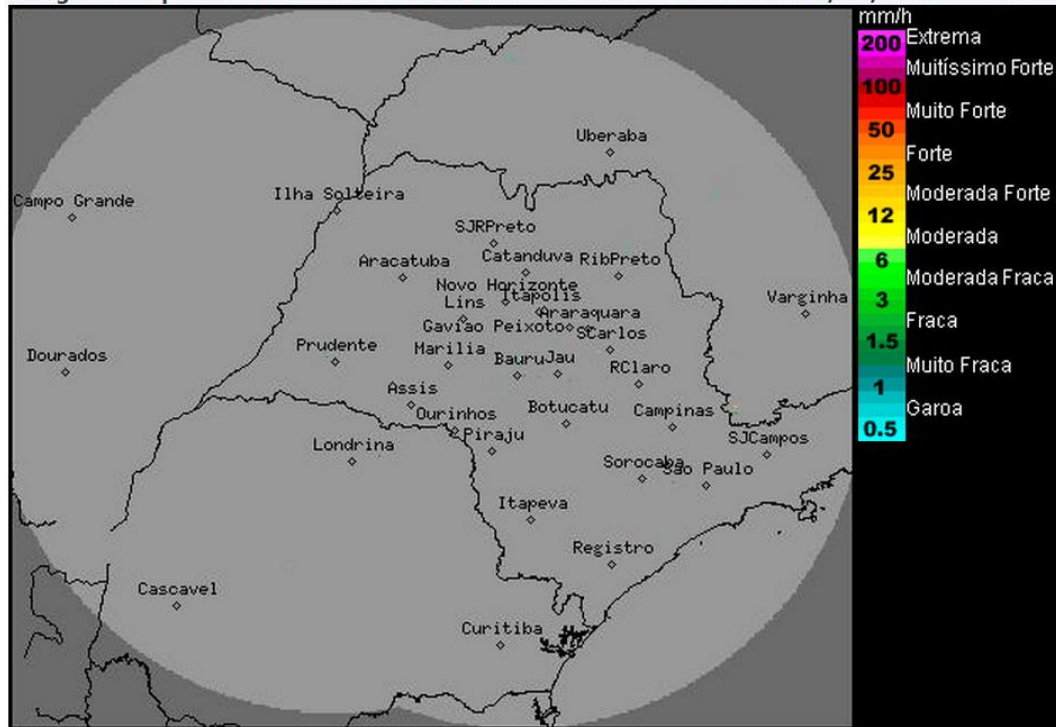 mm/h
200 Extrema
Muitíssimo Forte
100
Muito Forte
50
Forte
25
Moderada Forte
12
Moderada
6
Moderada Fraca
3
Fraca
1.5
Muito Fraca
1
Garoa
0.5
Uberaba
Campo Grande
Ilha Solteira
SJRPreto
Catanduva
Aracatuba
RibPreto
Novo Horizonte
Itapolis
Lins
Araraquara
Varginha
Gaviao Peixoto
SCarlos
Prudente
Marilia
Dourados
Bauru
Jau
RClaro
Assis
Ourinhos
Botucatu
Campinas
Piraju
SJCampos
Londrina
Sorocaba
Sao Paulo
Itapeva
Registro
Cascavel
Curitiba